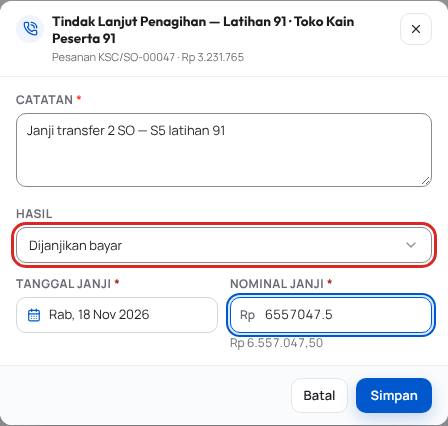 Tindak Lanjut Penagihan — Latihan 91 · Toko Kain
Peserta 91
Pesanan KSC/SO-00047 · Rp 3.231.765
CATATAN *
Janji transfer 2 SO — S5 latihan 91
HASIL
Dijanjikan bayar
TANGGAL JANJI * NOMINAL JANJI *
Rab, 18 Nov 2026 Rp 6557047.5
Rp 6.557.047,50
Batal Simpan